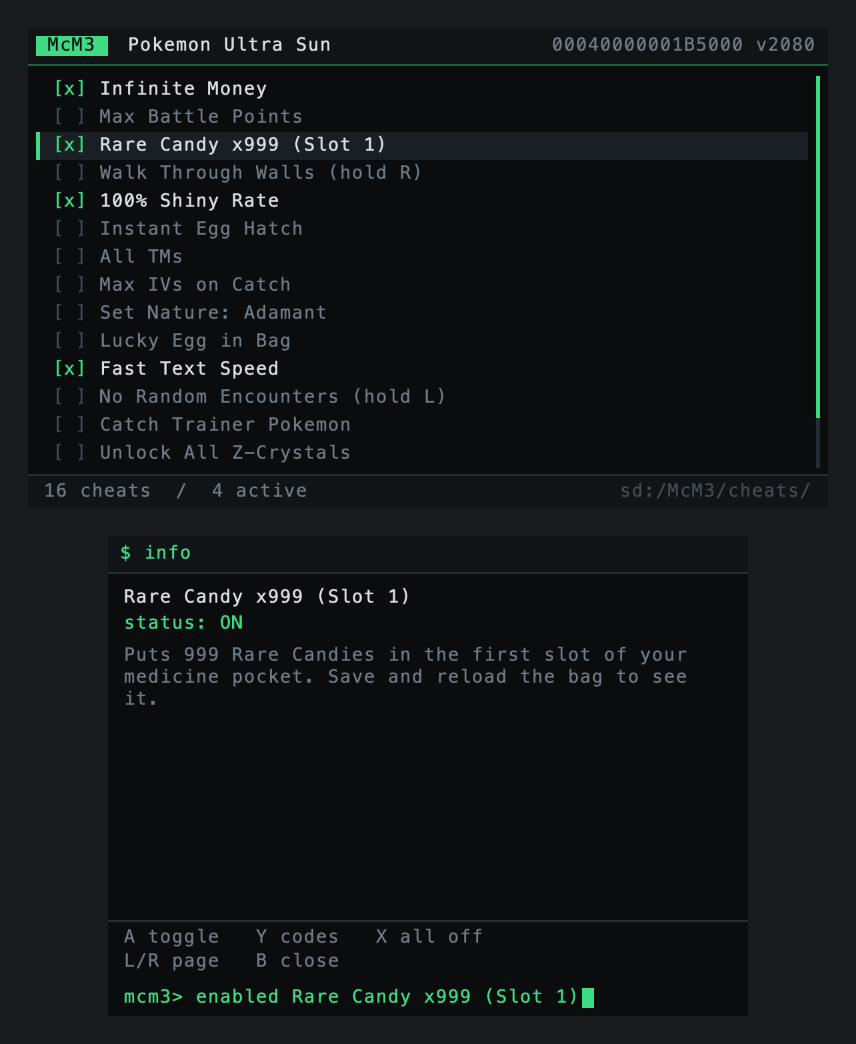 McM3 Pokemon Ultra Sun 00040000001B5000 v2080
[x] Infinite Money
[ ] Max Battle Points
[x] Rare Candy x999 (Slot 1)
[ ] Walk Through Walls (hold R)
[x] 100% Shiny Rate
[ ] Instant Egg Hatch
[ ] All TMs
[ ] Max IVs on Catch
[ ] Set Nature: Adamant
[ ] Lucky Egg in Bag
[x] Fast Text Speed
[ ] No Random Encounters (hold L)
[ ] Catch Trainer Pokemon
[ ] Unlock All Z-Crystals
16 cheats / 4 active sd:/McM3/cheats/
$ info
Rare Candy x999 (Slot 1)
status: ON
Puts 999 Rare Candies in the first slot of your
medicine pocket. Save and reload the bag to see
it.
A toggle Y codes X all off
L/R page B close
mcm3> enabled Rare Candy x999 (Slot 1)